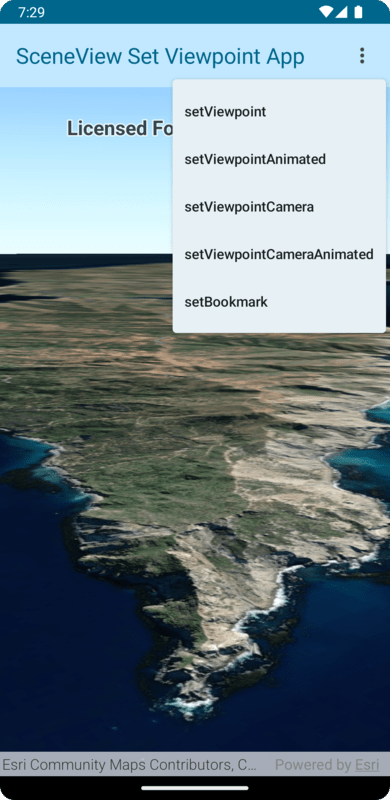 7:29
SceneView Set Viewpoint App
Licensed Fo
setViewpoint
setViewpointAnimated
setViewpointCamera
setViewpointCameraAnimated
setBookmark
Esri Community Maps Contributors, C... Powered by Esri